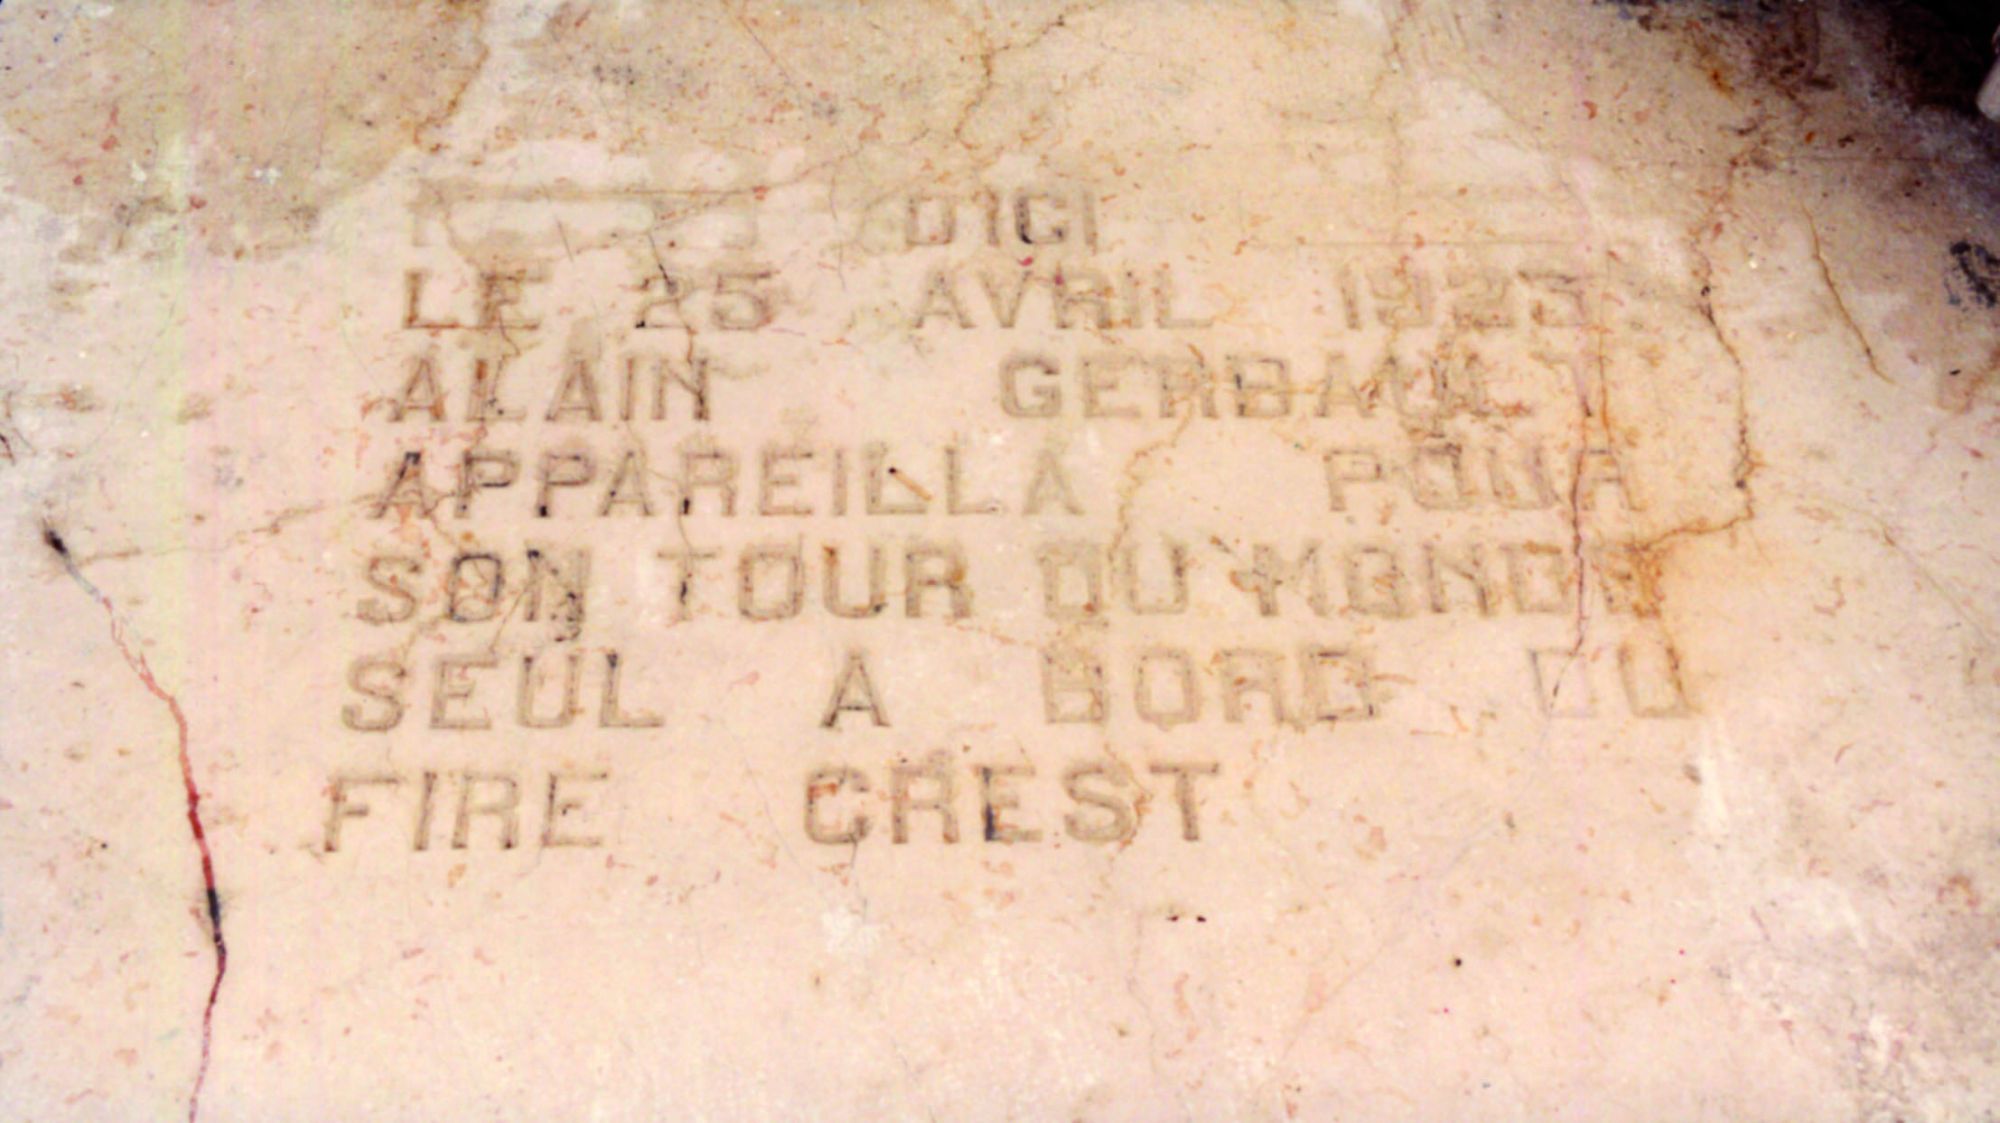 D'ICI
LE 25 AVRIL 1923
ALAIN GERBAULT
APPAREILLA POUR
SON TOUR DU MONDE
SEUL A BORD DU
FIRE CREST